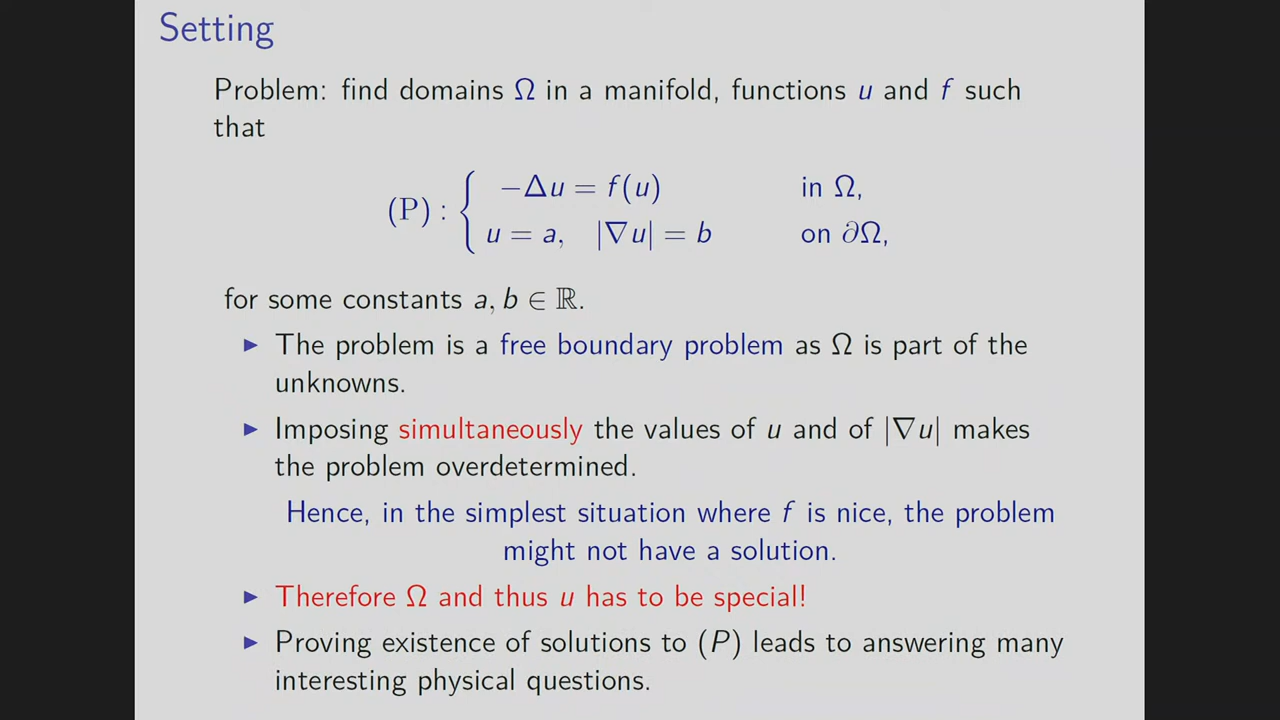 Setting
Problem: find domains Ω in a manifold, functions u and f such
that
(P) : { −Δu = f(u) in Ω,
u = a, |∇u| = b on ∂Ω,
for some constants a, b ∈ ℝ.
▶ The problem is a free boundary problem as Ω is part of the
unknowns.
▶ Imposing simultaneously the values of u and of |∇u| makes
the problem overdetermined.
Hence, in the simplest situation where f is nice, the problem
might not have a solution.
▶ Therefore Ω and thus u has to be special!
▶ Proving existence of solutions to (P) leads to answering many
interesting physical questions.